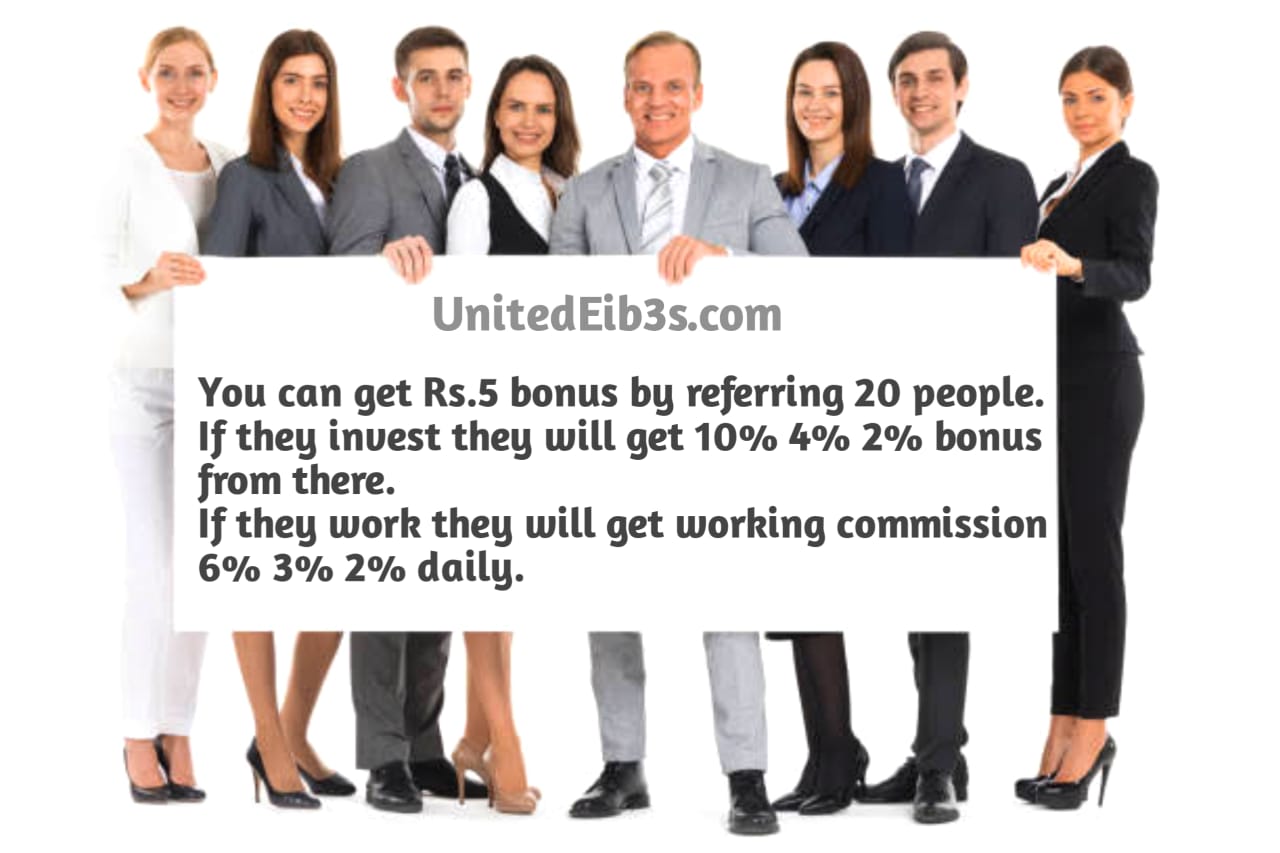 UnitedEib3s.com
You can get Rs.5 bonus by referring 20 people.
If they invest they will get 10% 4% 2% bonus
from there.
If they work they will get working commission
6% 3% 2% daily.